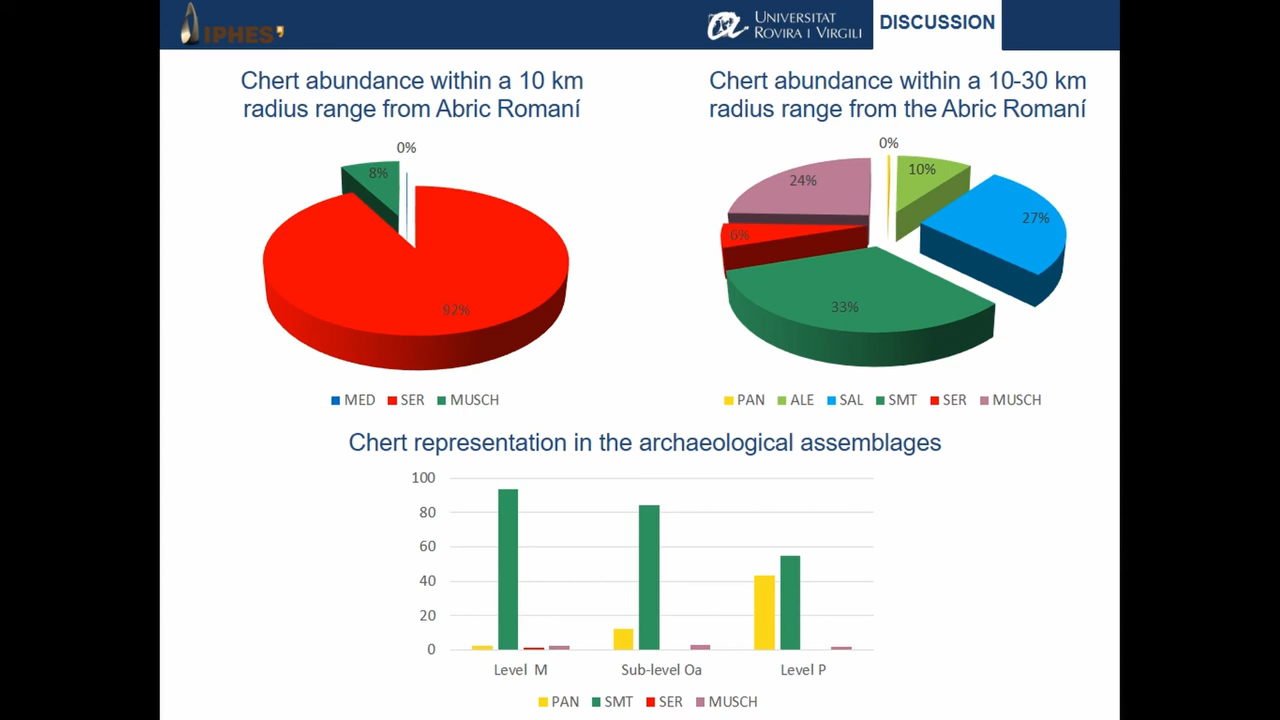 IPHES
UNIVERSITAT
ROVIRA I VIRGILI
DISCUSSION
Chert abundance within a 10 km
radius range from Abric Romaní
0%
8%
92%
MED SER MUSCH
Chert abundance within a 10-30 km
radius range from the Abric Romaní
0%
10%
24%
27%
6%
33%
PAN ALE SAL SMT SER MUSCH
Chert representation in the archaeological assemblages
100
80
60
40
20
0
Level M Sub-level Oa Level P
PAN SMT SER MUSCH